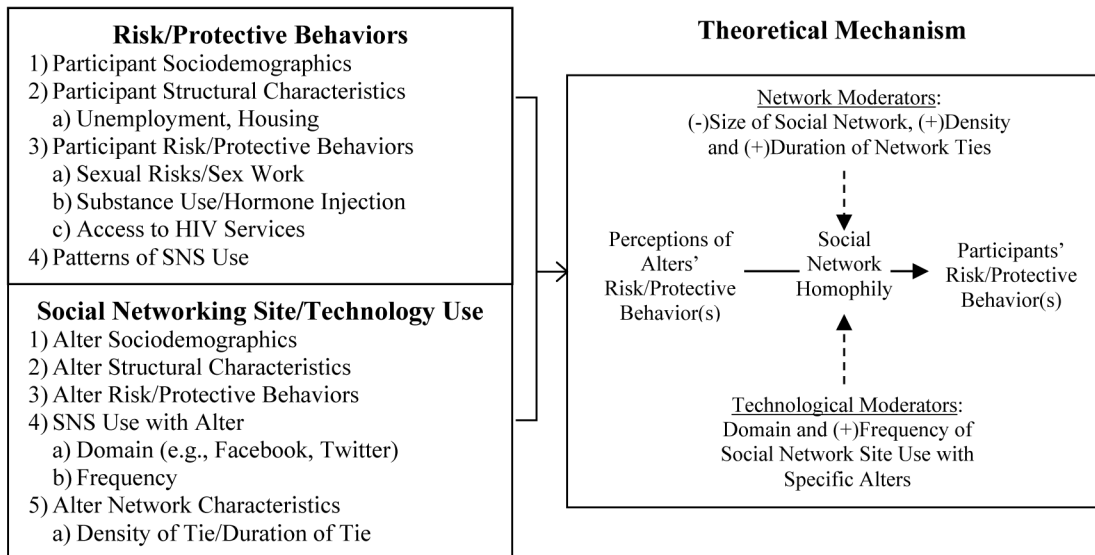 Risk/Protective Behaviors
1) Participant Sociodemographics
2) Participant Structural Characteristics
a) Unemployment, Housing
3) Participant Risk/Protective Behaviors
a) Sexual Risks/Sex Work
b) Substance Use/Hormone Injection
c) Access to HIV Services
4) Patterns of SNS Use
Social Networking Site/Technology Use
1) Alter Sociodemographics
2) Alter Structural Characteristics
3) Alter Risk/Protective Behaviors
4) SNS Use with Alter
a) Domain (e.g., Facebook, Twitter)
b) Frequency
5) Alter Network Characteristics
a) Density of Tie/Duration of Tie
Theoretical Mechanism
Network Moderators:
(-)Size of Social Network, (+)Density
and (+)Duration of Network Ties
Perceptions of
Alters'
Risk/Protective
Behavior(s)
Social
Network
Homophily
Participants'
Risk/Protective
Behavior(s)
Technological Moderators:
Domain and (+)Frequency of
Social Network Site Use with
Specific Alters